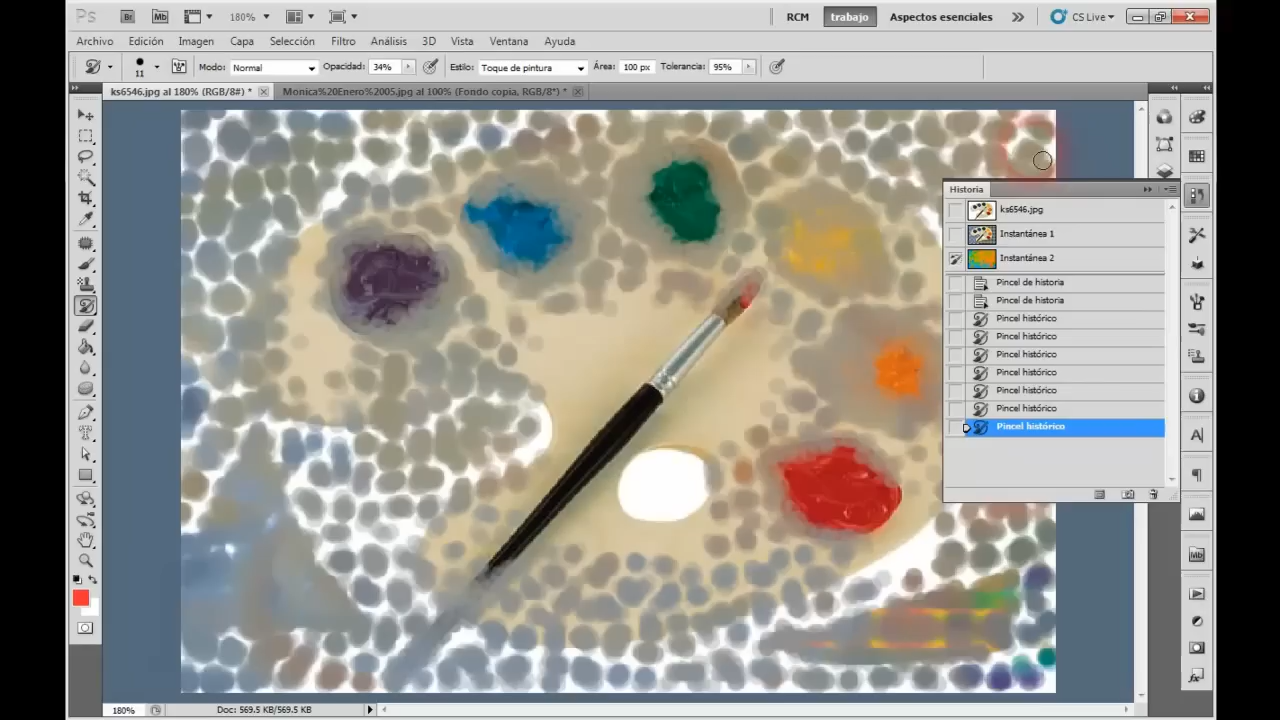 Ps Br Mb 180% RCM trabajo Aspectos esenciales CS Live
Archivo Edición Imagen Capa Selección Filtro Análisis 3D Vista Ventana Ayuda
11 Modo: Normal Opacidad: 34% Estilo: Toque de pintura Área: 100 px Tolerancia: 95%
ks6546.jpg al 180% (RGB/8#) * Monica%20Enero%2005.jpg al 100% (Fondo copia, RGB/8*) *
Historia
ks6546.jpg
Instantánea 1
Instantánea 2
Pincel de historia
Pincel de historia
Pincel histórico
Pincel histórico
Pincel histórico
Pincel histórico
Pincel histórico
Pincel histórico
Pincel histórico
A
Mb
fx
180% Doc: 569.5 KB/569.5 KB